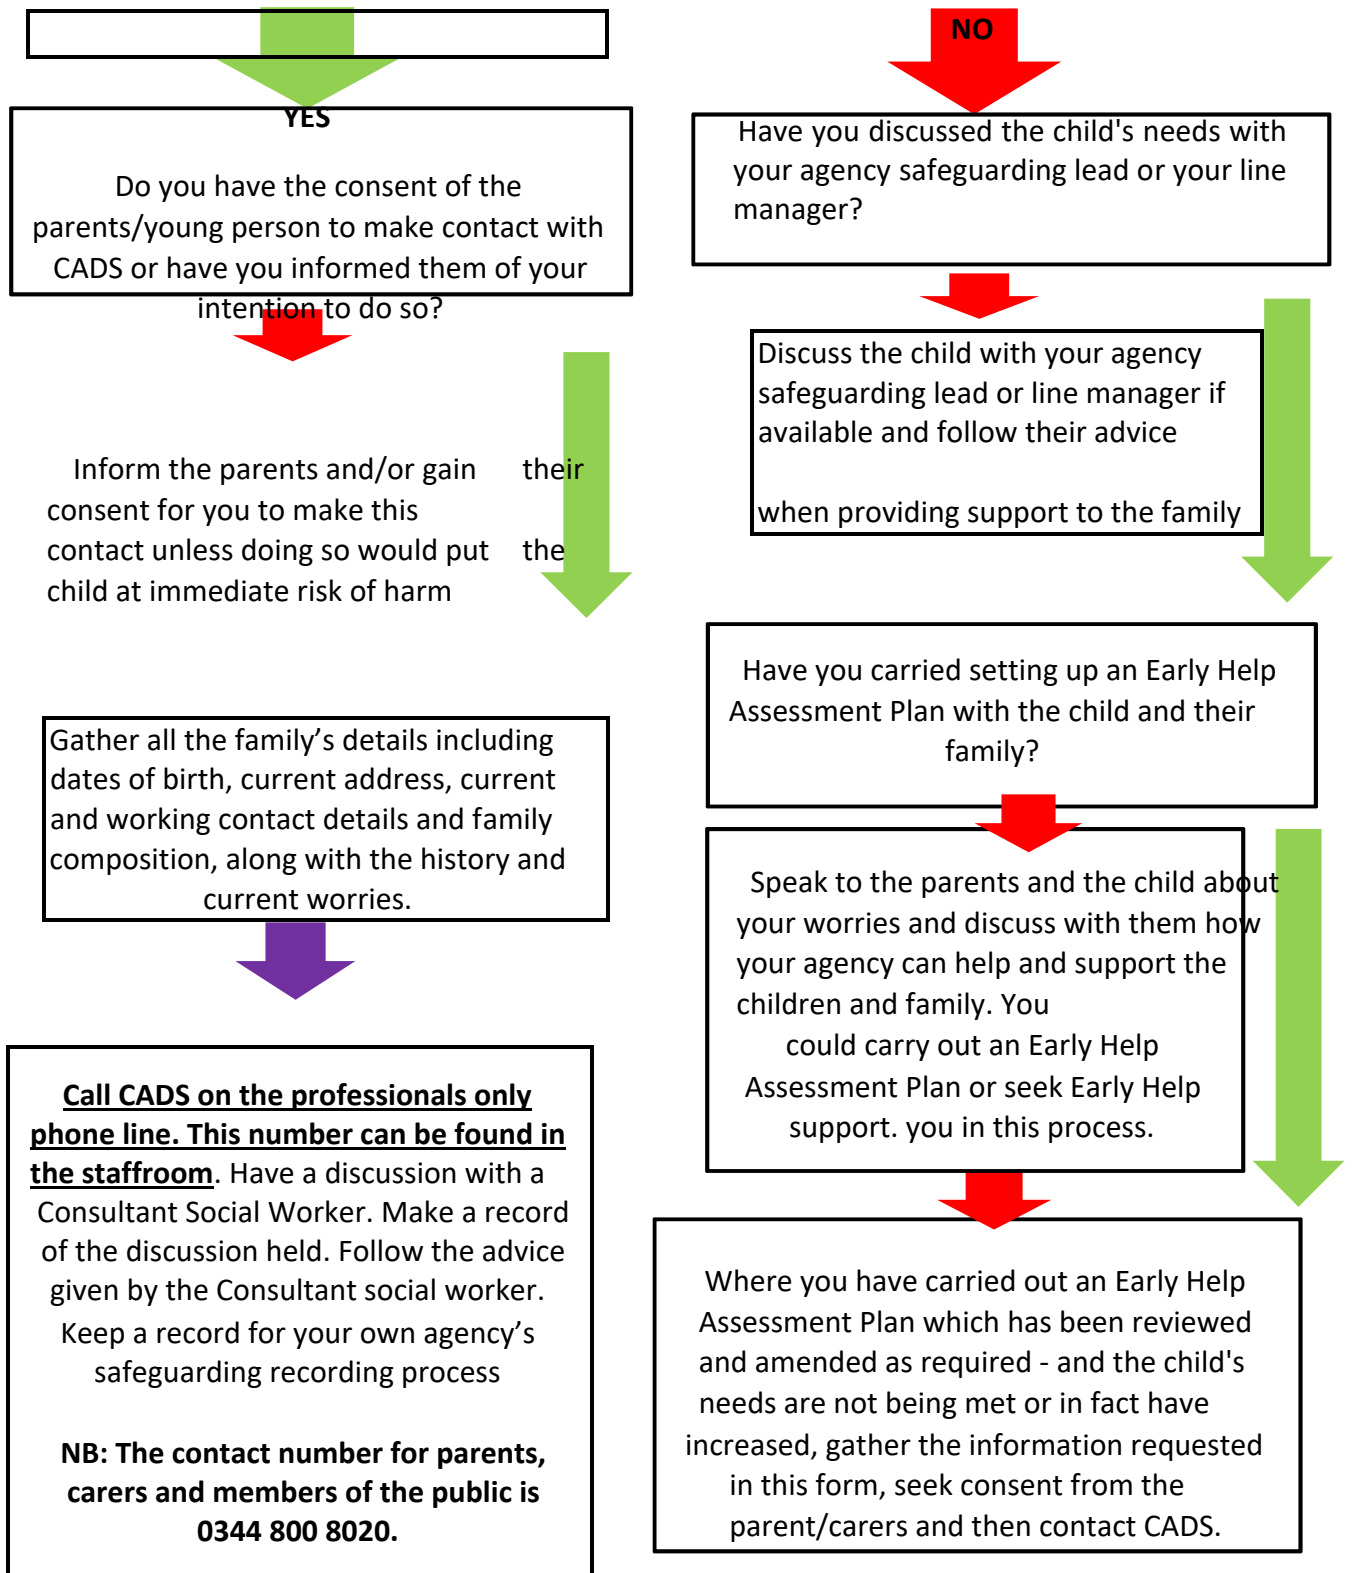 YES
Do you have the consent of the
parents/young person to make contact with
CADS or have you informed them of your
intention to do so?
Inform the parents and/or gain their
consent for you to make this
contact unless doing so would put the
child at immediate risk of harm
Gather all the family’s details including
dates of birth, current address, current
and working contact details and family
composition, along with the history and
current worries.
Call CADS on the professionals only
phone line. This number can be found in
the staffroom. Have a discussion with a
Consultant Social Worker. Make a record
of the discussion held. Follow the advice
given by the Consultant social worker.
Keep a record for your own agency’s
safeguarding recording process
NB: The contact number for parents,
carers and members of the public is
0344 800 8020.
NO
Have you discussed the child's needs with
your agency safeguarding lead or your line
manager?
Discuss the child with your agency
safeguarding lead or line manager if
available and follow their advice
when providing support to the family
Have you carried setting up an Early Help
Assessment Plan with the child and their
family?
Speak to the parents and the child about
your worries and discuss with them how
your agency can help and support the
children and family. You
could carry out an Early Help
Assessment Plan or seek Early Help
support. you in this process.
Where you have carried out an Early Help
Assessment Plan which has been reviewed
and amended as required - and the child's
needs are not being met or in fact have
increased, gather the information requested
in this form, seek consent from the
parent/carers and then contact CADS.